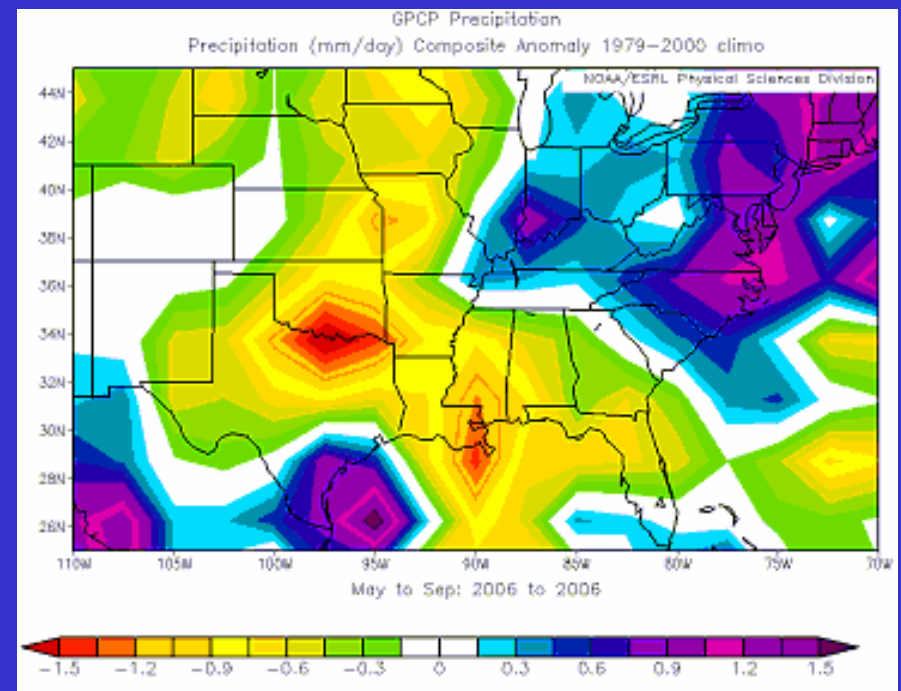 GPCP Precipitation
Precipitation (mm/day) Composite Anomaly 1979–2000 climo
NOAA/ESRL Physical Sciences Division
44N
42N
40N
38N
36N
34N
32N
30N
28N
26N
110W 105W 100W 95W 90W 85W 80W 75W 70W
May to Sep: 2006 to 2006
−1.5 −1.2 −0.9 −0.6 −0.3 0 0.3 0.6 0.9 1.2 1.5